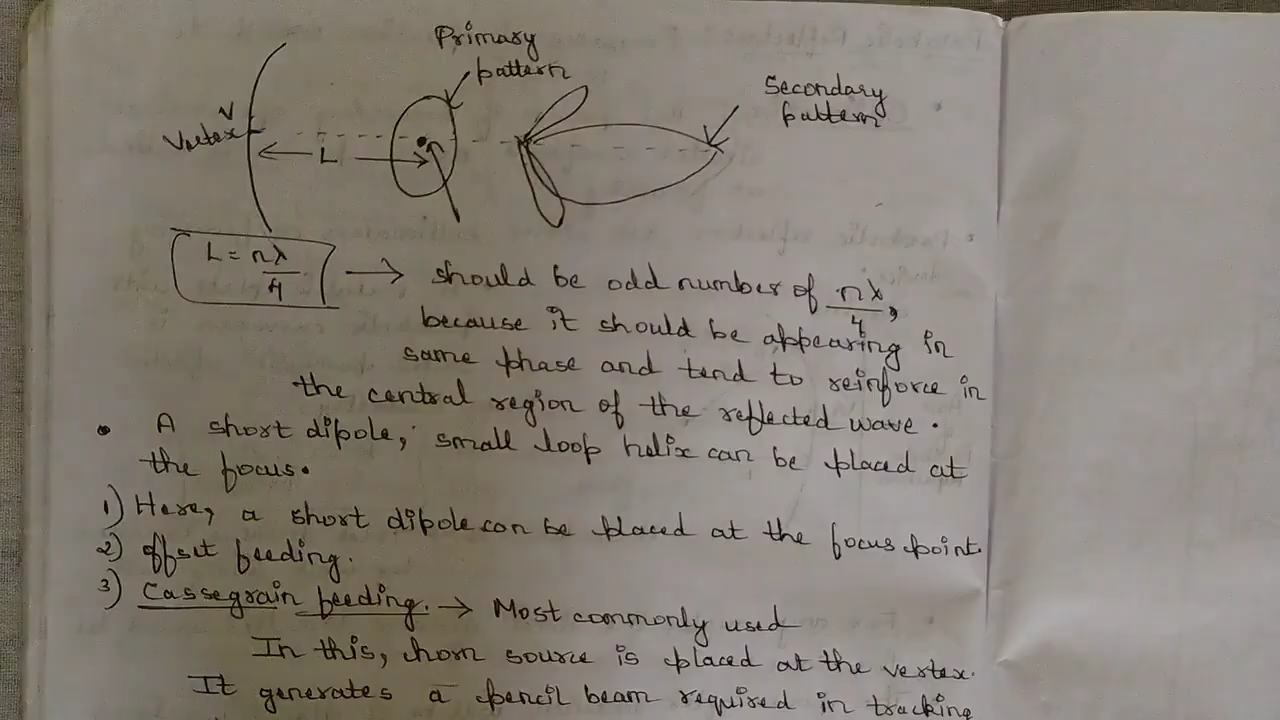 Primary
pattern
Secondary
pattern
V
Vertex
L
L = nλ/4 → should be odd number of nλ/4,
because it should be appearing in
same phase and tend to reinforce in
the central region of the reflected wave.
• A short dipole, small loop helix can be placed at
the focus.
1) Here, a short dipole can be placed at the focus point.
2) offset feeding.
3) Cassegrain feeding. → Most commonly used
In this, horn source is placed at the vertex.
It generates a pencil beam required in tracking